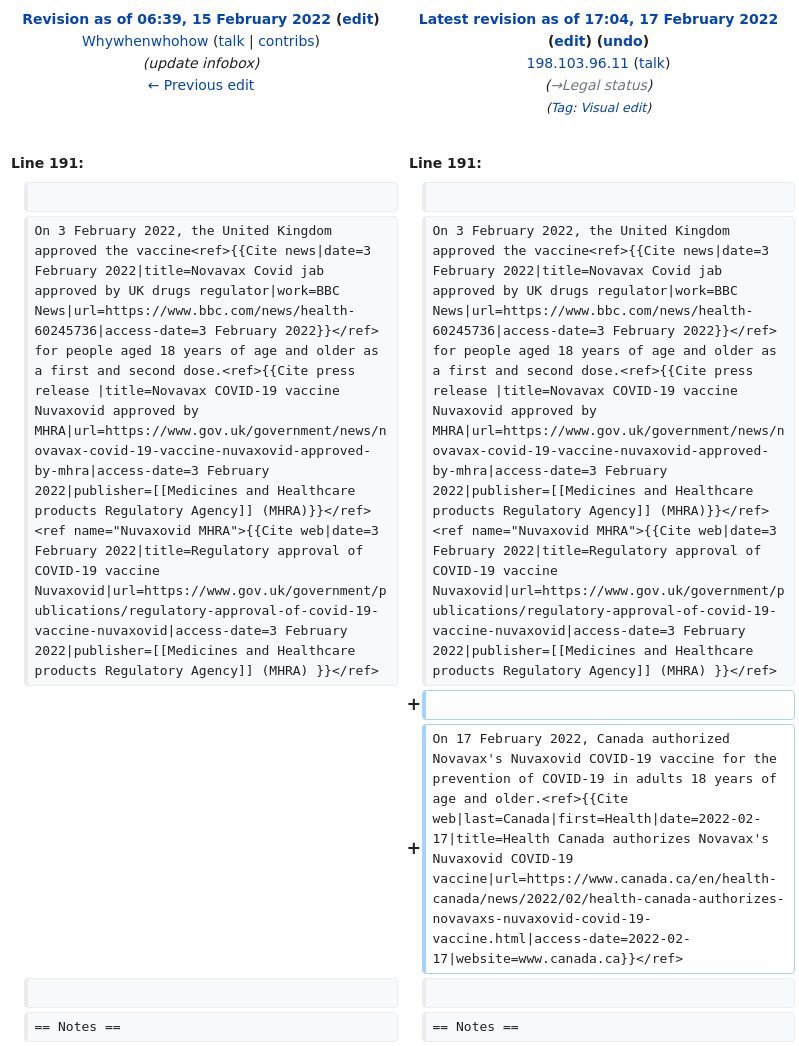 Revision as of 06:39, 15 February 2022 (edit)
Whywhenwhohow (talk | contribs)
(update infobox)
← Previous edit
Latest revision as of 17:04, 17 February 2022
(edit) (undo)
198.103.96.11 (talk)
(→Legal status)
(Tag: Visual edit)
Line 191:
Line 191:
On 3 February 2022, the United Kingdom
approved the vaccine<ref>{{Cite news|date=3
February 2022|title=Novavax Covid jab
approved by UK drugs regulator|work=BBC
News|url=https://www.bbc.com/news/health-
60245736|access-date=3 February 2022}}</ref>
for people aged 18 years of age and older as
a first and second dose.<ref>{{Cite press
release |title=Novavax COVID-19 vaccine
Nuvaxovid approved by
MHRA|url=https://www.gov.uk/government/news/n
ovavax-covid-19-vaccine-nuvaxovid-approved-
by-mhra|access-date=3 February
2022|publisher=[[Medicines and Healthcare
products Regulatory Agency]] (MHRA)}}</ref>
<ref name="Nuvaxovid MHRA">{{Cite web|date=3
February 2022|title=Regulatory approval of
COVID-19 vaccine
Nuvaxovid|url=https://www.gov.uk/government/p
ublications/regulatory-approval-of-covid-19-
vaccine-nuvaxovid|access-date=3 February
2022|publisher=[[Medicines and Healthcare
products Regulatory Agency]] (MHRA) }}</ref>
On 3 February 2022, the United Kingdom
approved the vaccine<ref>{{Cite news|date=3
February 2022|title=Novavax Covid jab
approved by UK drugs regulator|work=BBC
News|url=https://www.bbc.com/news/health-
60245736|access-date=3 February 2022}}</ref>
for people aged 18 years of age and older as
a first and second dose.<ref>{{Cite press
release |title=Novavax COVID-19 vaccine
Nuvaxovid approved by
MHRA|url=https://www.gov.uk/government/news/n
ovavax-covid-19-vaccine-nuvaxovid-approved-
by-mhra|access-date=3 February
2022|publisher=[[Medicines and Healthcare
products Regulatory Agency]] (MHRA)}}</ref>
<ref name="Nuvaxovid MHRA">{{Cite web|date=3
February 2022|title=Regulatory approval of
COVID-19 vaccine
Nuvaxovid|url=https://www.gov.uk/government/p
ublications/regulatory-approval-of-covid-19-
vaccine-nuvaxovid|access-date=3 February
2022|publisher=[[Medicines and Healthcare
products Regulatory Agency]] (MHRA) }}</ref>
+
+
On 17 February 2022, Canada authorized
Novavax's Nuvaxovid COVID-19 vaccine for the
prevention of COVID-19 in adults 18 years of
age and older.<ref>{{Cite
web|last=Canada|first=Health|date=2022-02-
17|title=Health Canada authorizes Novavax's
Nuvaxovid COVID-19
vaccine|url=https://www.canada.ca/en/health-
canada/news/2022/02/health-canada-authorizes-
novavaxs-nuvaxovid-covid-19-
vaccine.html|access-date=2022-02-
17|website=www.canada.ca}}</ref>
== Notes ==
== Notes ==